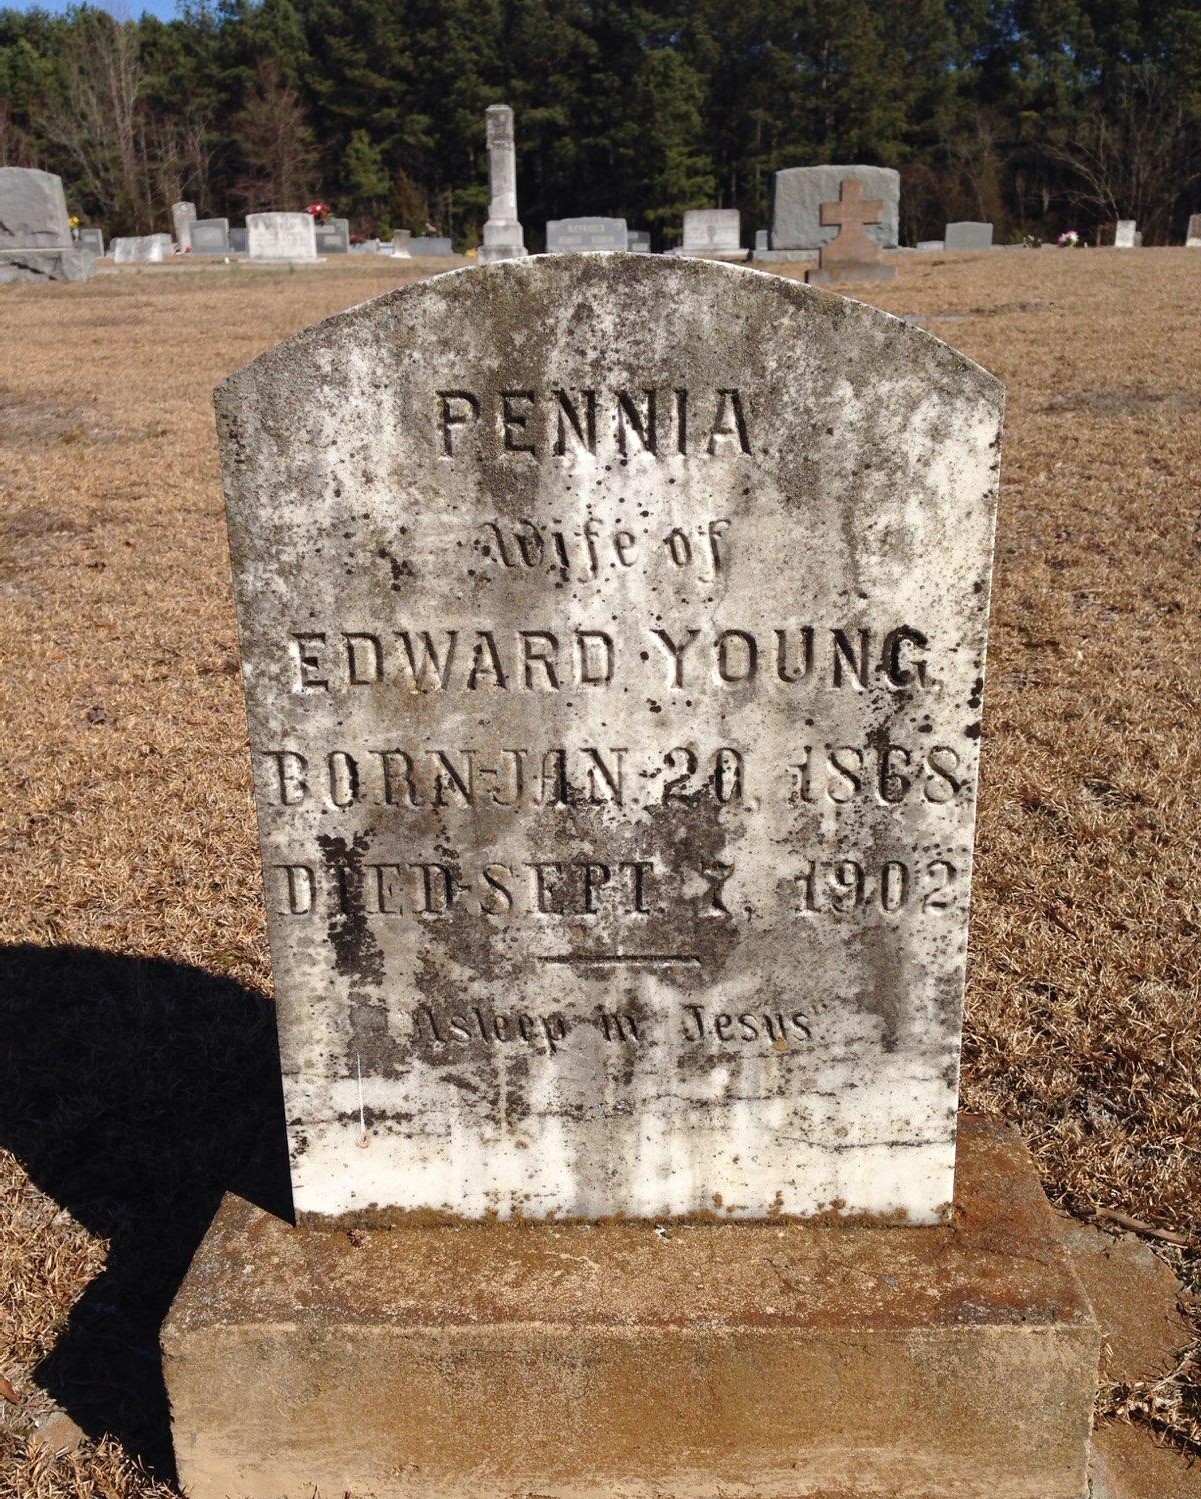 PENNIA
Wife of
EDWARD YOUNG
BORN-JAN. 20, 1868
DIED-SEPT. 7, 1902.
"Asleep in Jesus"